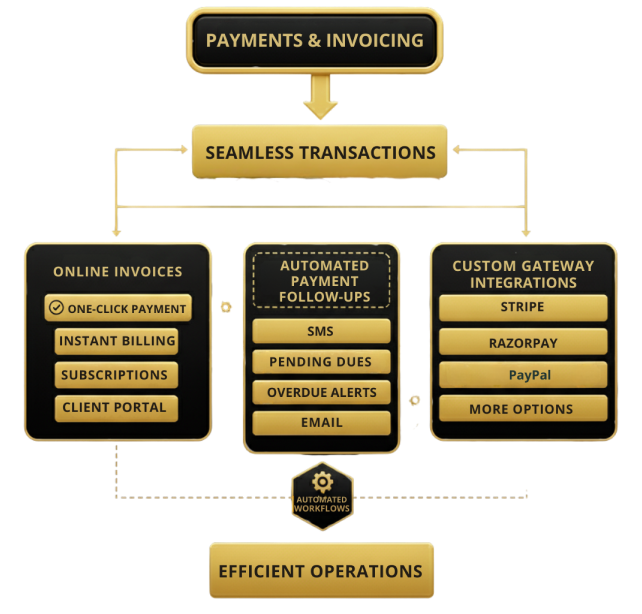 PAYMENTS & INVOICING
SEAMLESS TRANSACTIONS
ONLINE INVOICES
ONE-CLICK PAYMENT
INSTANT BILLING
SUBSCRIPTIONS
CLIENT PORTAL
AUTOMATED
PAYMENT
FOLLOW-UPS
SMS
PENDING DUES
OVERDUE ALERTS
EMAIL
CUSTOM GATEWAY
INTEGRATIONS
STRIPE
RAZORPAY
PayPal
MORE OPTIONS
AUTOMATED
WORKFLOWS
EFFICIENT OPERATIONS